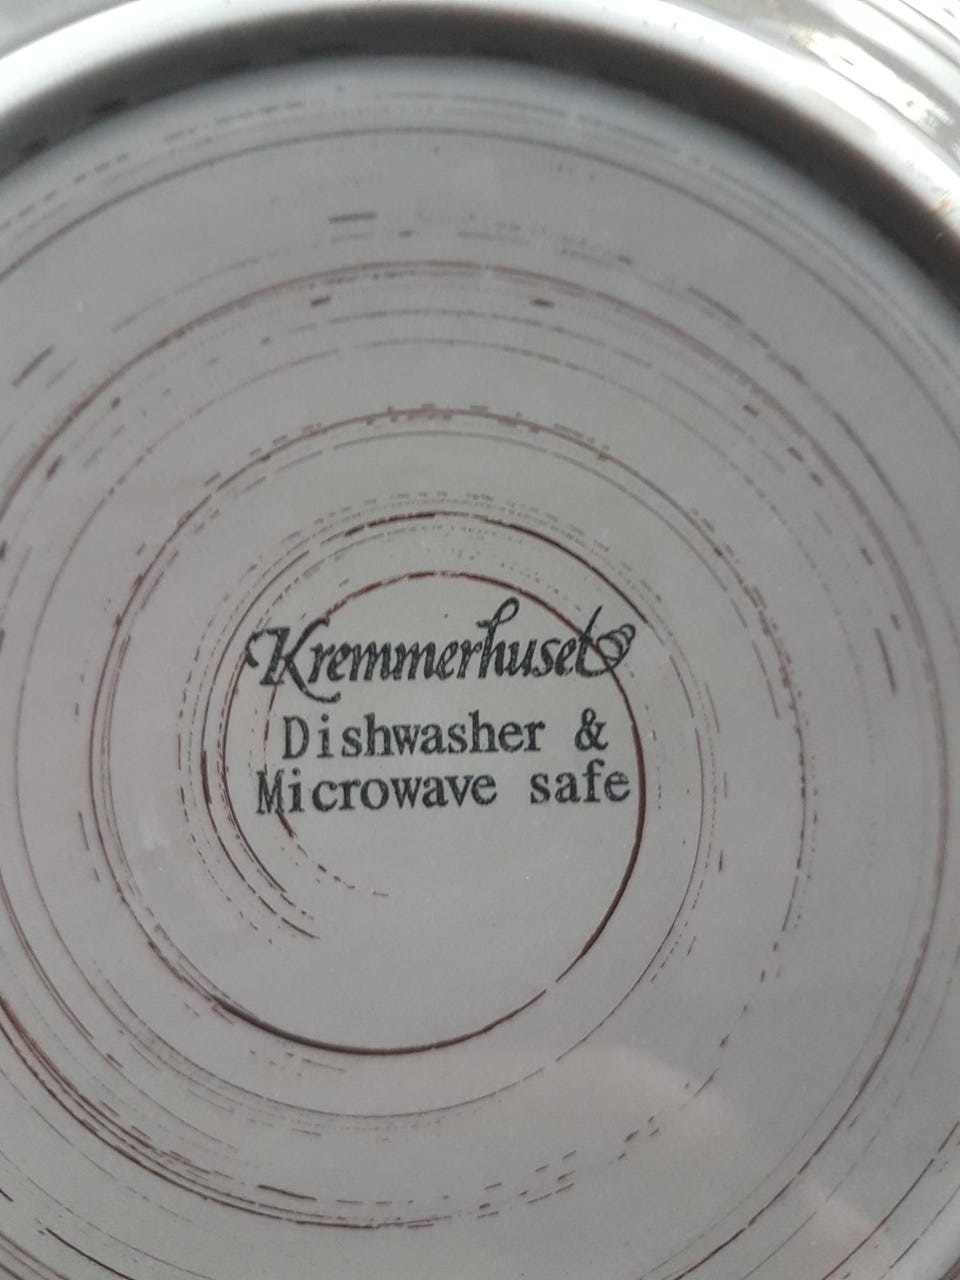 Kremmerhuset
Dishwasher &
Microwave safe